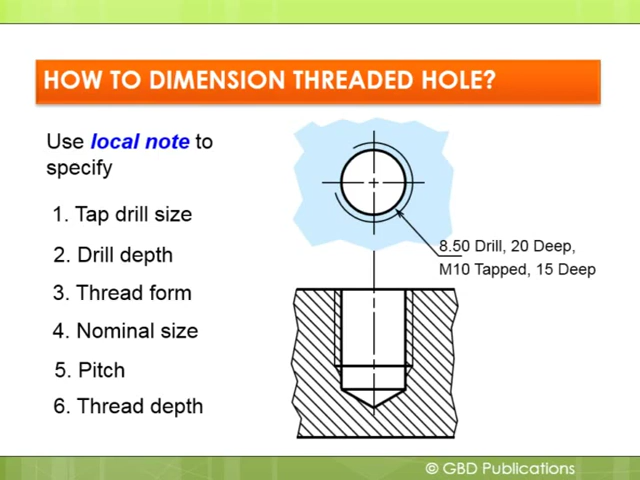 HOW TO DIMENSION THREADED HOLE?
Use local note to
specify
1. Tap drill size
2. Drill depth
3. Thread form
4. Nominal size
5. Pitch
6. Thread depth
8.50 Drill, 20 Deep,
M10 Tapped, 15 Deep
© GBD Publications